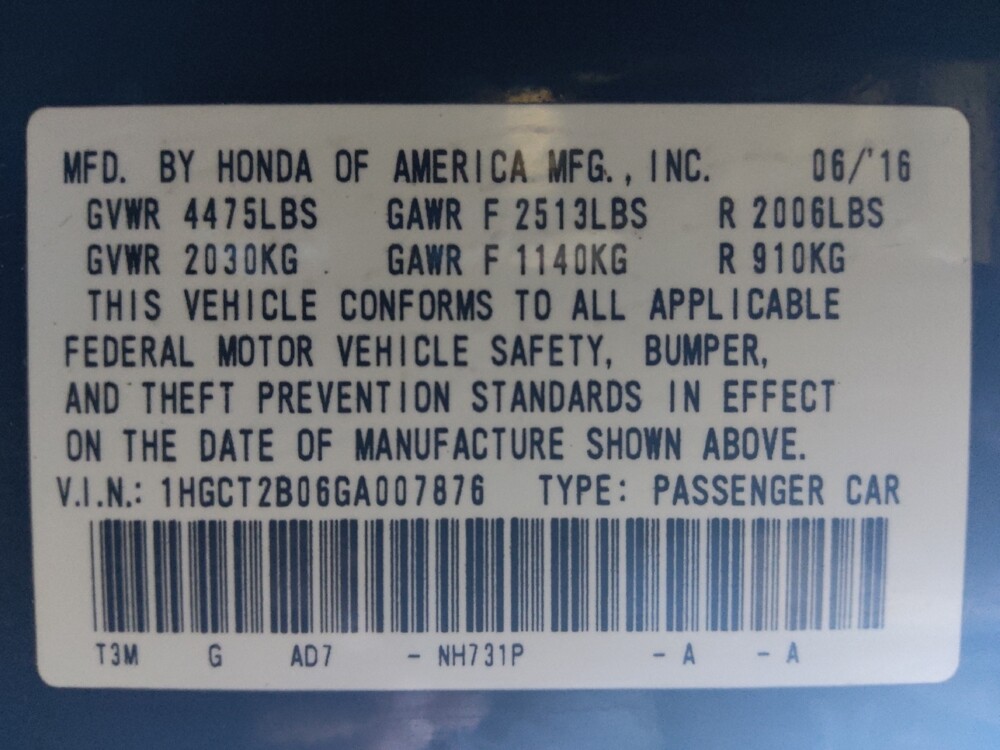 MFD. BY HONDA OF AMERICA MFG., INC. 06/'16
GVWR 4475LBS GAWR F 2513LBS R 2006LBS
GVWR 2030KG GAWR F 1140KG R 910KG
THIS VEHICLE CONFORMS TO ALL APPLICABLE
FEDERAL MOTOR VEHICLE SAFETY, BUMPER,
AND THEFT PREVENTION STANDARDS IN EFFECT
ON THE DATE OF MANUFACTURE SHOWN ABOVE.
V.I.N.: 1HGCT2B06GA007876 TYPE: PASSENGER CAR
T3M G AD7 - NH731P - A - A